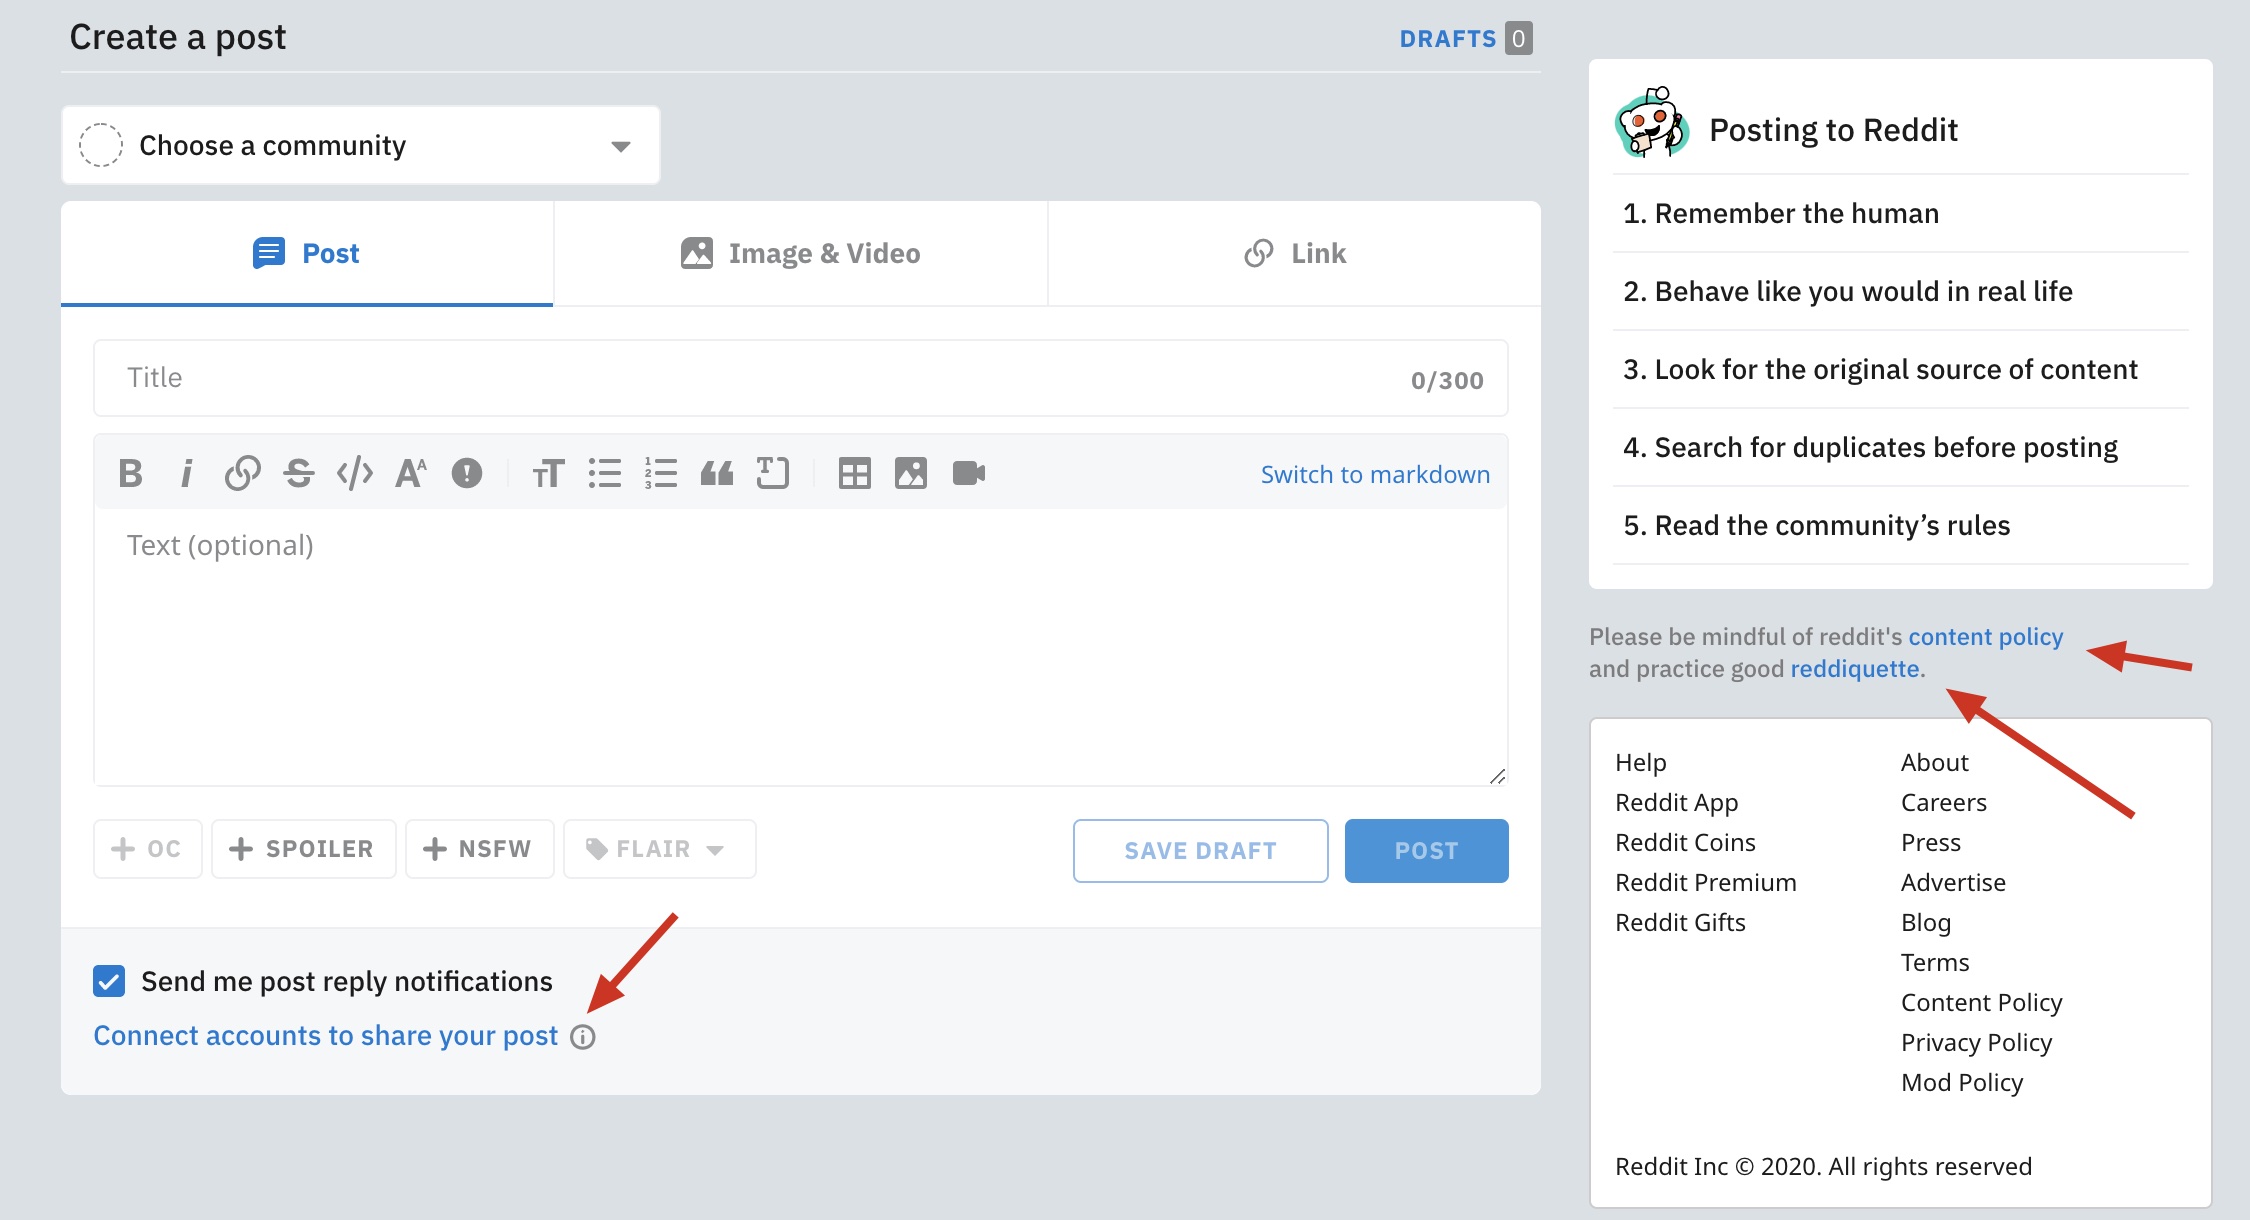 Create a post
DRAFTS 0
Choose a community
Post
Image & Video
Link
Title
0/300
Switch to markdown
Text (optional)
OC
SPOILER
NSFW
FLAIR
SAVE DRAFT
POST
Send me post reply notifications
Connect accounts to share your post
Posting to Reddit
1. Remember the human
2. Behave like you would in real life
3. Look for the original source of content
4. Search for duplicates before posting
5. Read the community’s rules
Please be mindful of reddit's content policy
and practice good reddiquette.
Help
Reddit App
Reddit Coins
Reddit Premium
Reddit Gifts
About
Careers
Press
Advertise
Blog
Terms
Content Policy
Privacy Policy
Mod Policy
Reddit Inc © 2020. All rights reserved